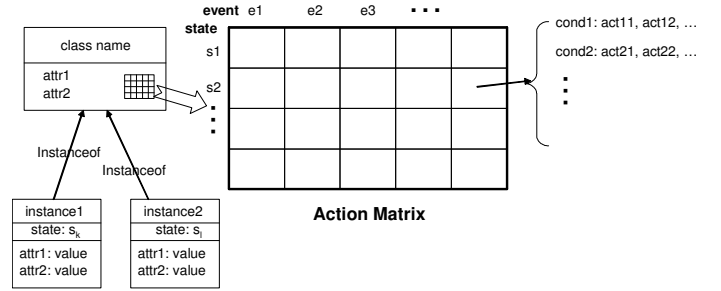 event e1 e2 e3 ...
state
s1
s2
class name
attr1
attr2
cond1: act11, act12, …
cond2: act21, act22, …
Instanceof
Instanceof
Action Matrix
instance1
state: sk
attr1: value
attr2: value
instance2
state: sl
attr1: value
attr2: value